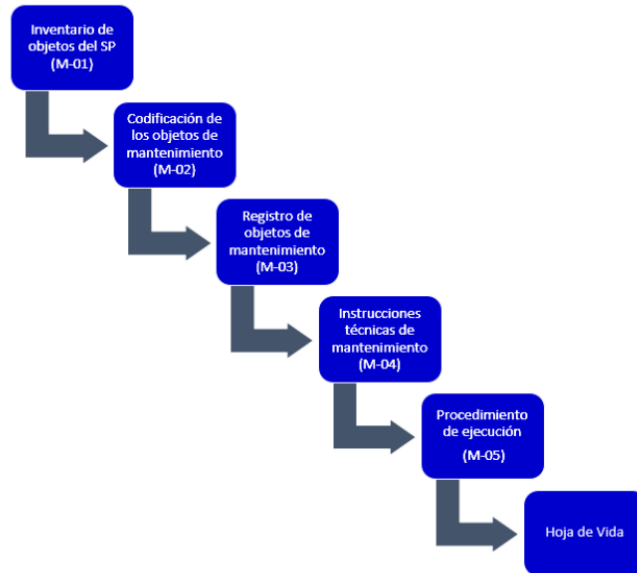 Inventario de
objetos del SP
(M-01)
Codificación de
los objetos de
mantenimiento
(M-02)
Registro de
objetos de
mantenimiento
(M-03)
Instrucciones
técnicas de
mantenimiento
(M-04)
Procedimiento
de ejecución
(M-05)
Hoja de Vida